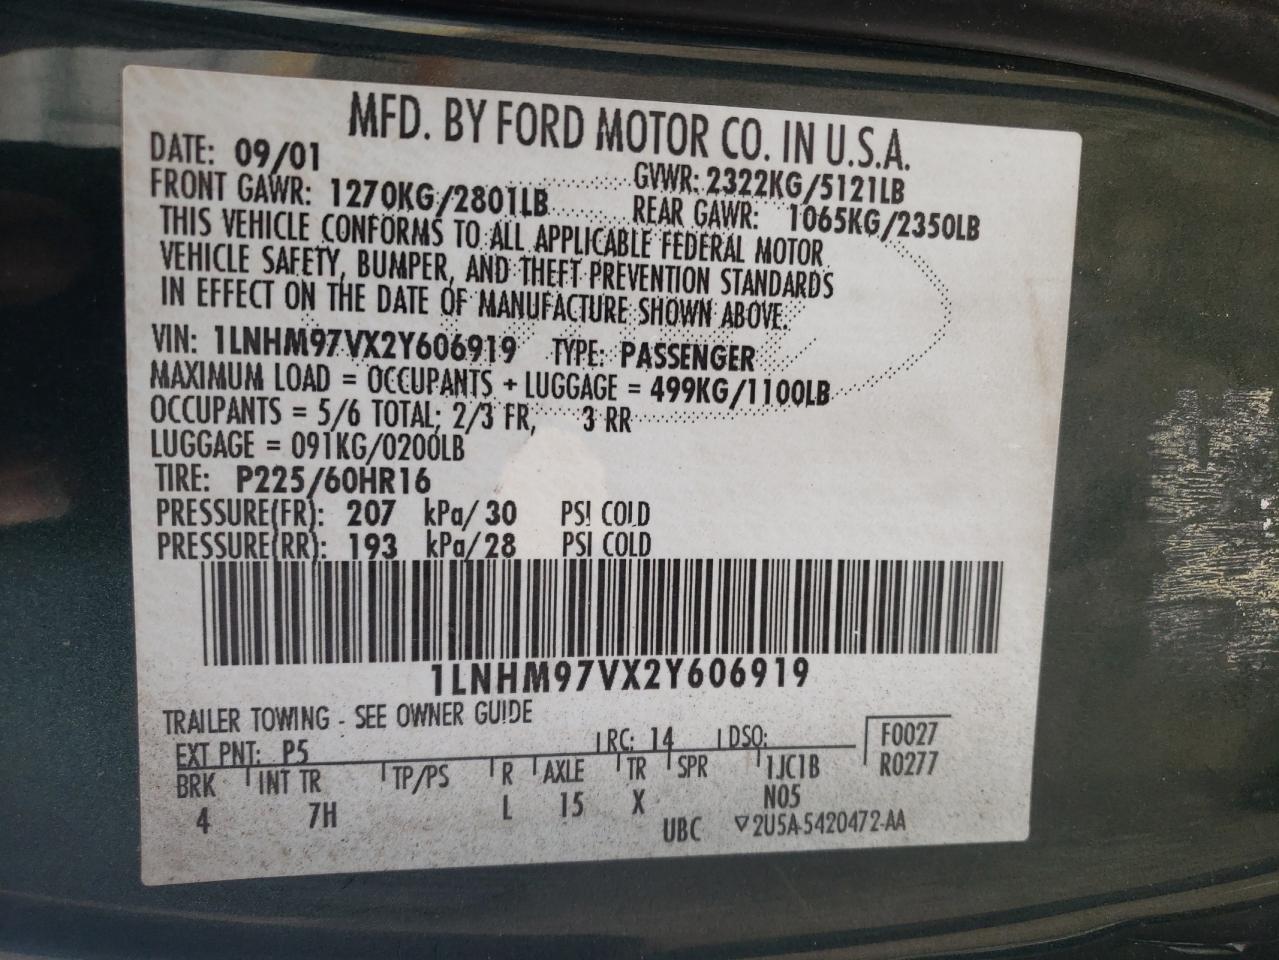 MFD. BY FORD MOTOR CO. IN U.S.A.
DATE: 09/01 GVWR: 2322KG/5121LB
FRONT GAWR: 1270KG/2801LB REAR GAWR: 1065KG/2350LB
THIS VEHICLE CONFORMS TO ALL APPLICABLE FEDERAL MOTOR
VEHICLE SAFETY, BUMPER, AND THEFT PREVENTION STANDARDS
IN EFFECT ON THE DATE OF MANUFACTURE SHOWN ABOVE.
VIN: 1LNHM97VX2Y606919 TYPE: PASSENGER
MAXIMUM LOAD = OCCUPANTS + LUGGAGE = 499KG/1100LB
OCCUPANTS = 5/6 TOTAL; 2/3 FR, 3 RR
LUGGAGE = 091KG/0200LB
TIRE: P225/60HR16
PRESSURE(FR): 207 kPa/ 30 PSI COLD
PRESSURE(RR): 193 kPa/28 PSI COLD
1LNHM97VX2Y606919
TRAILER TOWING - SEE OWNER GUIDE
EXT PNT: P5 RC: 14 DSO: F0027
BRK INT TR TP/PS R AXLE TR SPR 1JC1B R0277
4 7H L 15 X N05
UBC ▽2U5A-5420472-AA